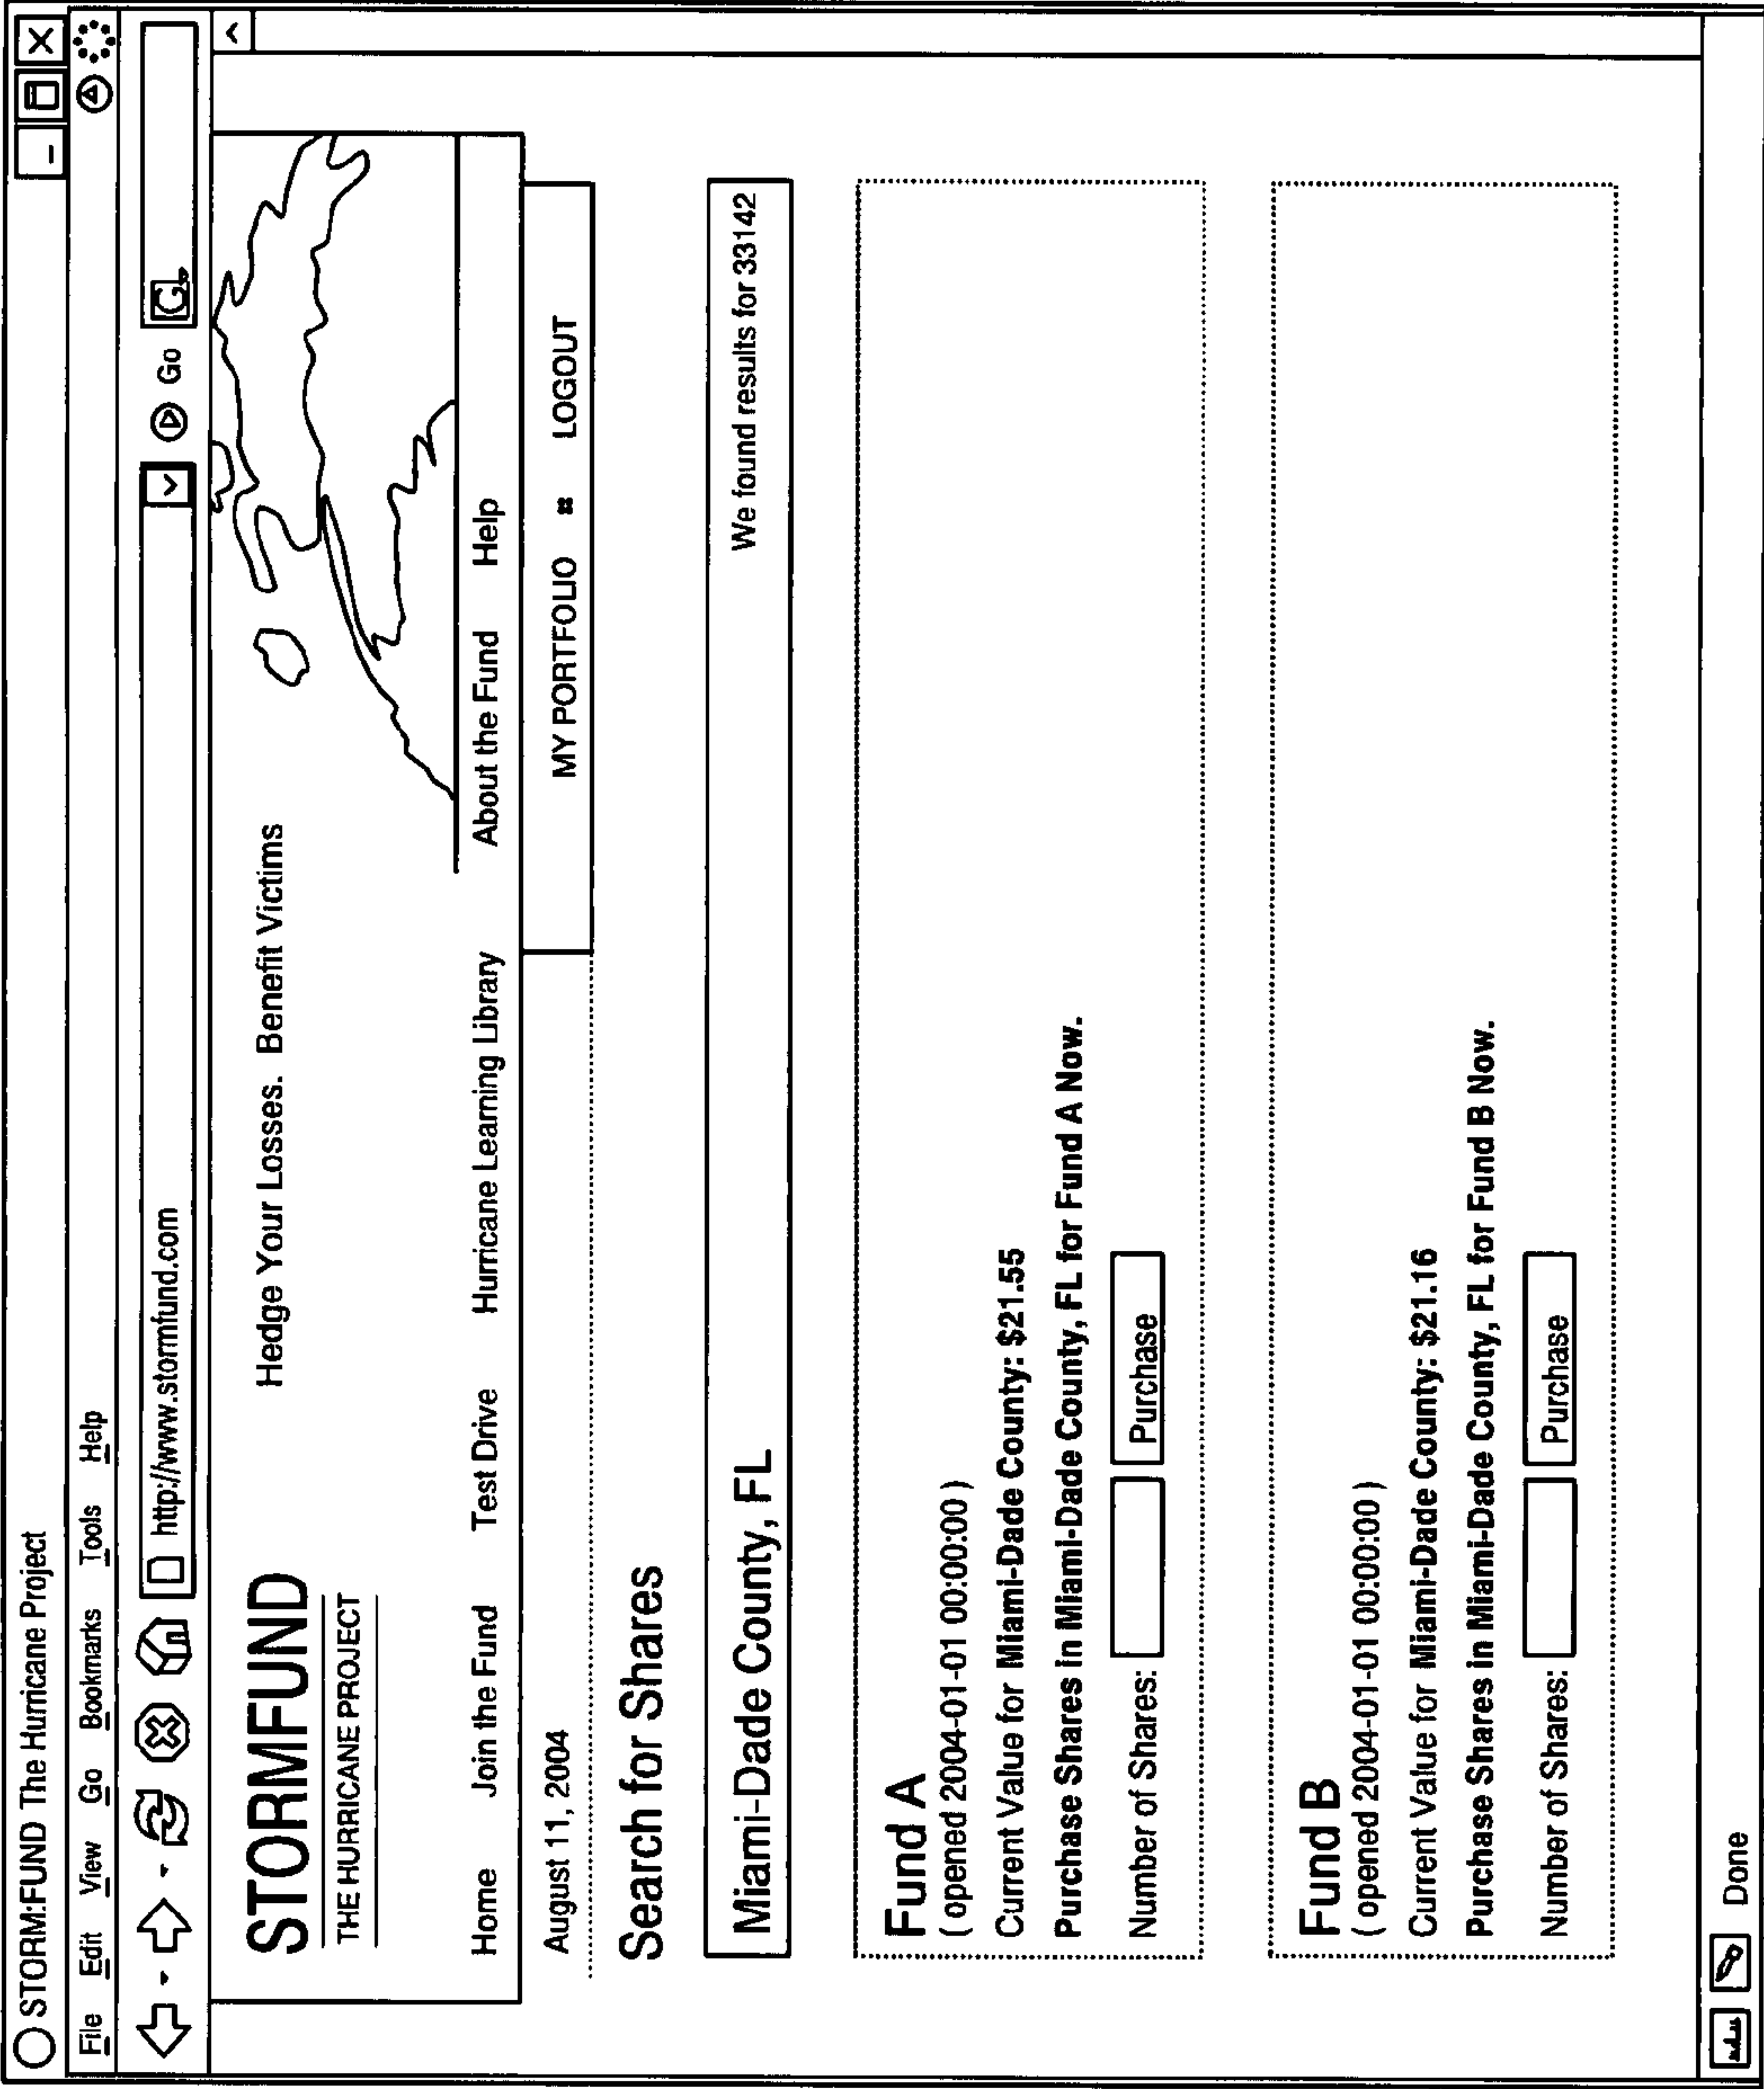 STORM:FUND The Hurricane Project
File Edit View Go Bookmarks Tools Help
http://www.stormfund.com Go G
STORMFUND
THE HURRICANE PROJECT
Hedge Your Losses. Benefit Victims
Home Join the Fund Test Drive Hurricane Learning Library About the Fund Help
August 11, 2004 MY PORTFOLIO :: LOGOUT
Search for Shares
Miami-Dade County, FL We found results for 33142
Fund A
( opened 2004-01-01 00:00:00 )
Current Value for Miami-Dade County: $21.55
Purchase Shares in Miami-Dade County, FL for Fund A Now.
Number of Shares: Purchase
Fund B
( opened 2004-01-01 00:00:00 )
Current Value for Miami-Dade County: $21.16
Purchase Shares in Miami-Dade County, FL for Fund B Now.
Number of Shares: Purchase
Done